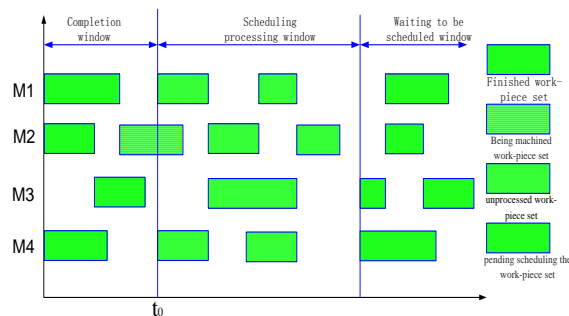 Completion
window
Scheduling
processing window
Waiting to be
scheduled window
M1
M2
M3
M4
t0
Finished work-
piece set
Being machined
work-piece set
unprocessed work-
piece set
pending scheduling the
work-piece set